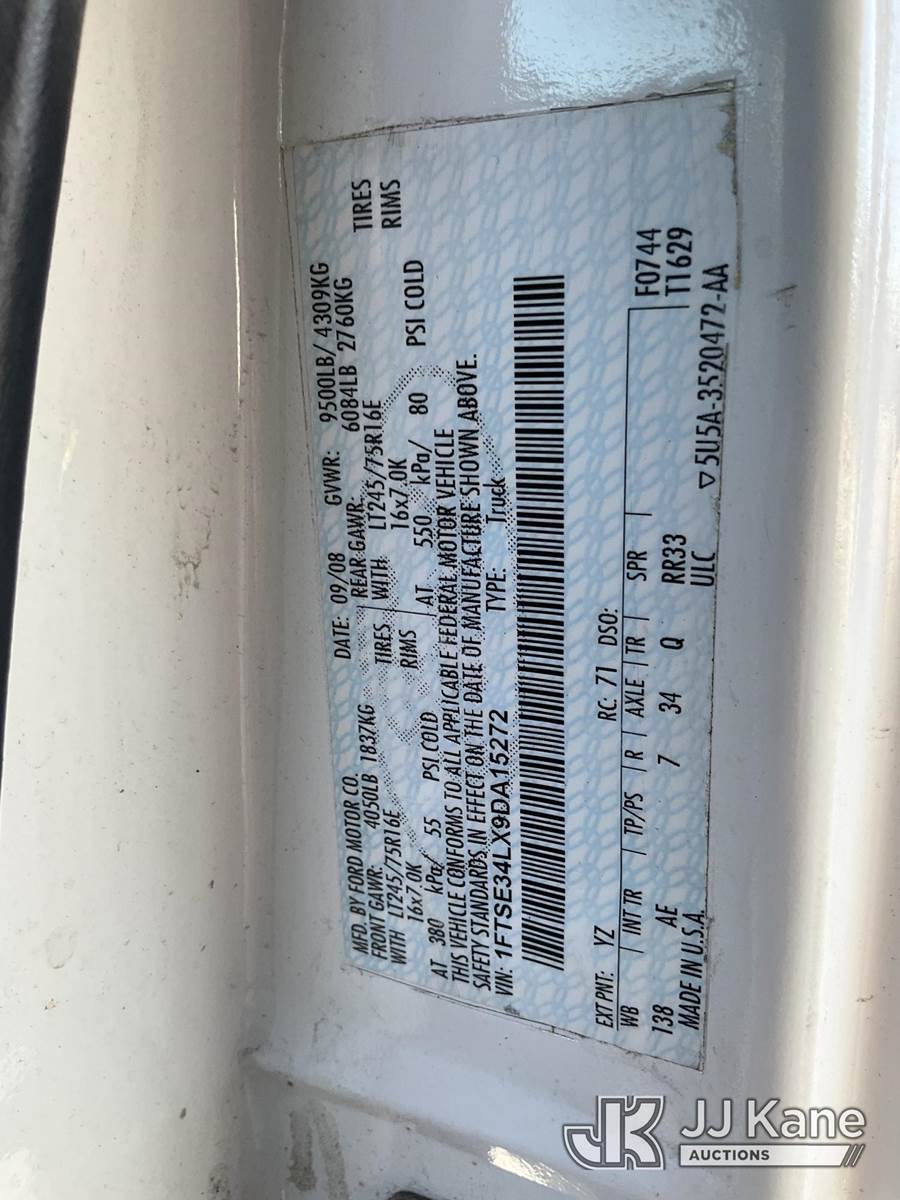 MFD. BY FORD MOTOR CO.
DATE: 09/08 GVWR: 9500LB/ 4309KG
FRONT GAWR: 4050LB 1837KG
REAR GAWR: 6084LB 2760KG
WITH LT245/75R16E TIRES
WITH LT245/75R16E TIRES
16x7.0K RIMS
16x7.0K RIMS
AT 380 kPa/ 55 PSI COLD
AT 550 kPa/ 80 PSI COLD
THIS VEHICLE CONFORMS TO ALL APPLICABLE FEDERAL MOTOR VEHICLE
SAFETY STANDARDS IN EFFECT ON THE DATE OF MANUFACTURE SHOWN ABOVE.
VIN: 1FTSE34LX9DA15272 TYPE: Truck
EXT PNT: YZ RC: 71 DSO:
WB | INT TR | TP/PS | R | AXLE | TR | SPR | F0744
138 AE 7 34 Q RR33 T1629
MADE IN U.S.A. ULC
▽5U5A-3520472-AA
JK JJ Kane
AUCTIONS